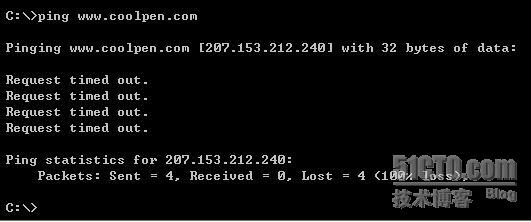 C:\>ping www.coolpen.com
Pinging www.coolpen.com [207.153.212.240] with 32 bytes of data:
Request timed out.
Request timed out.
Request timed out.
Request timed out.
Ping statistics for 207.153.212.240:
    Packets: Sent = 4, Received = 0, Lost = 4 (100% loss),
C:\>
51CTO.com
技术博客 Blog